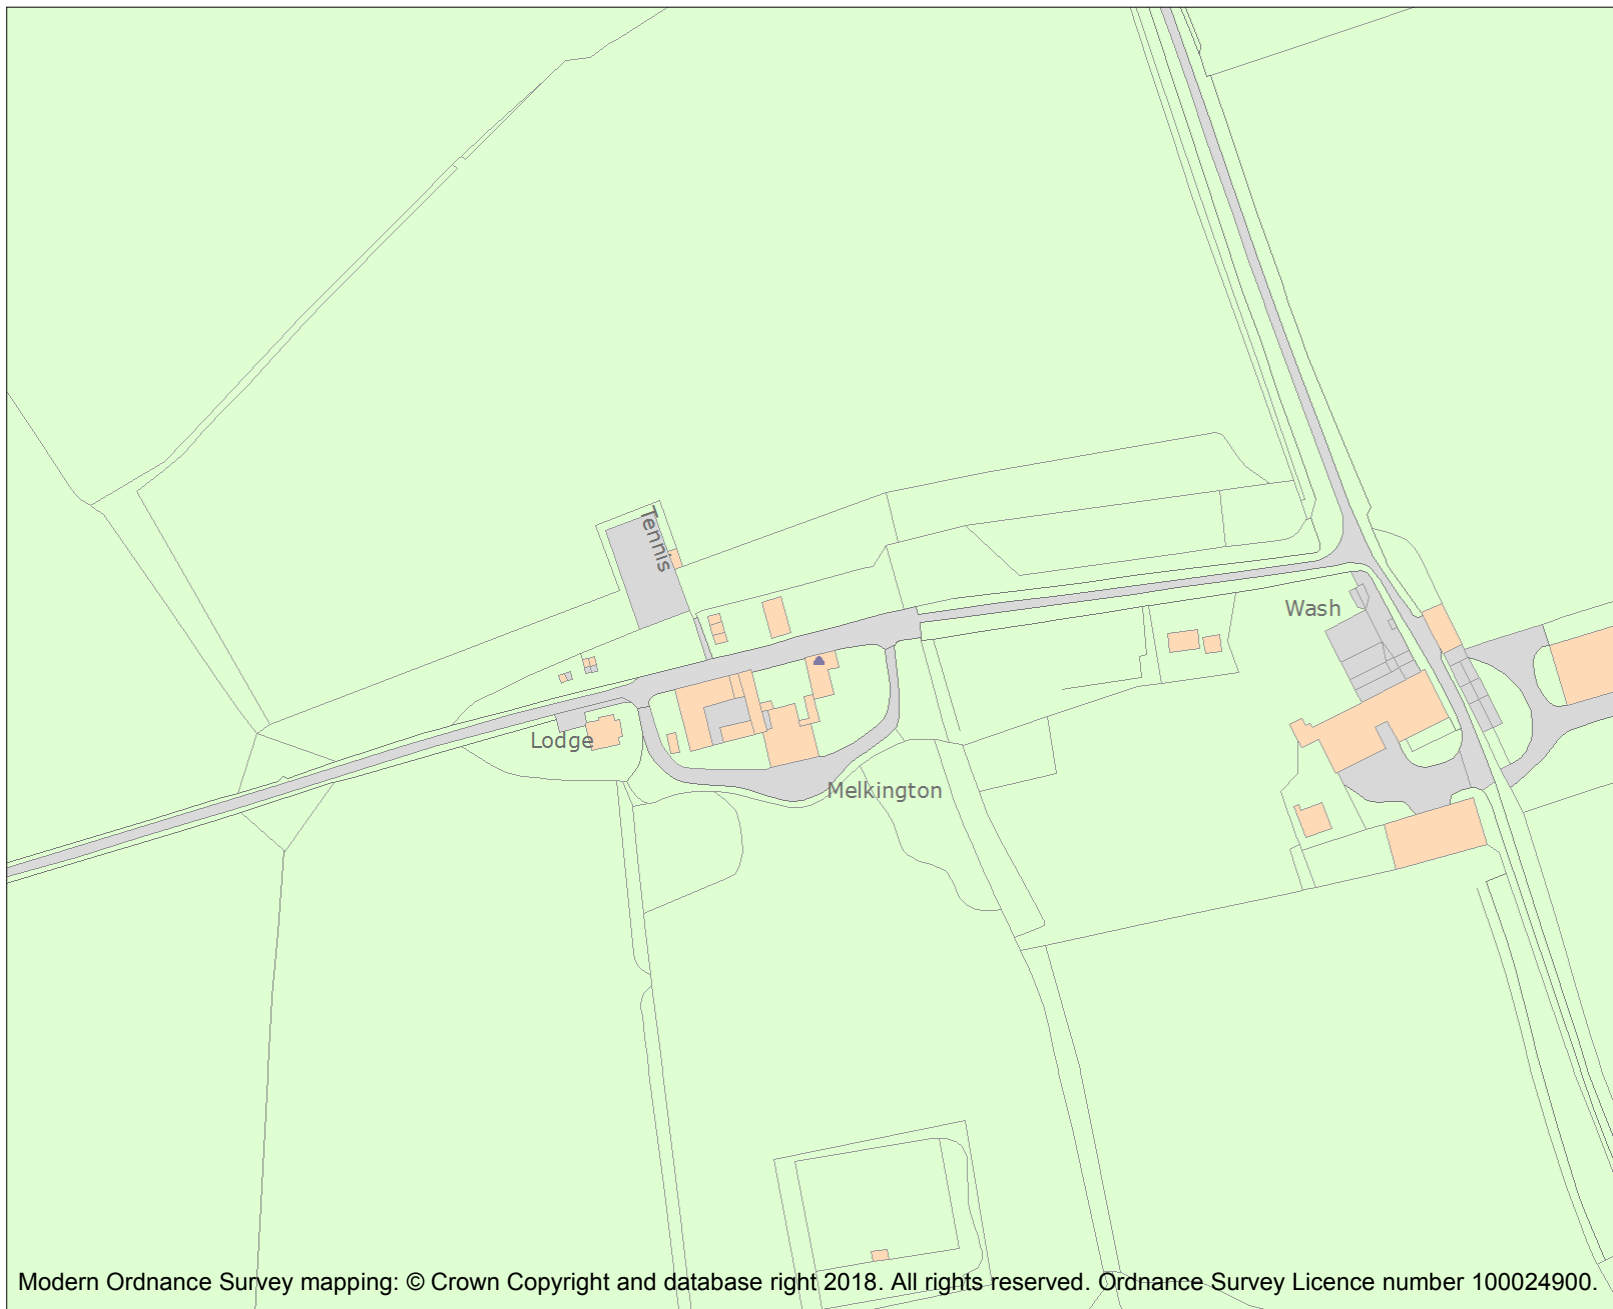 Tennis
Wash
Lodge
Melkington
Modern Ordnance Survey mapping: © Crown Copyright and database right 2018. All rights reserved. Ordnance Survey Licence number 100024900.